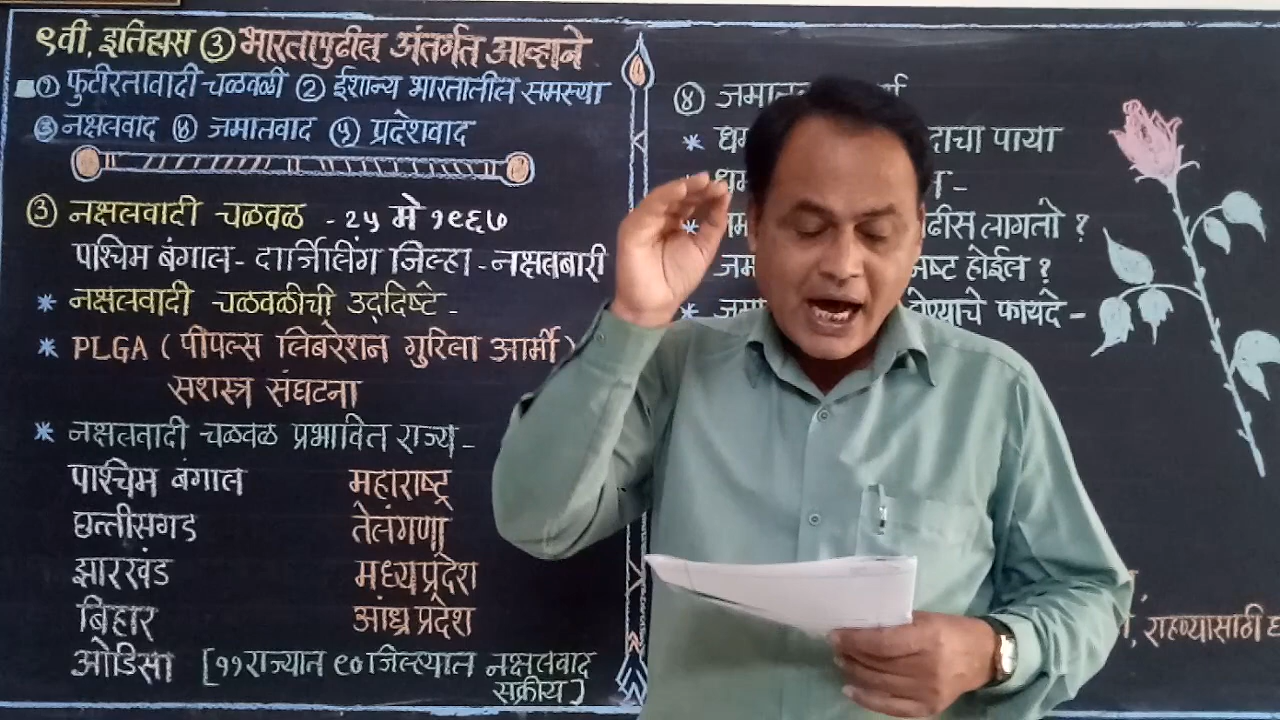 ९वी. इतिहास ③ भारतापुढील अंतर्गत आव्हाने
① फुटीरतावादी चळवळी ② ईशान्य भारतातील समस्या
③ नक्षलवाद ④ जमातवाद ⑤ प्रदेशवाद
③ नक्षलवादी चळवळ - २५ मे १९६७
पाश्चिम बंगाल - दार्जिलिंग जिल्हा - नक्षलबारी
* नक्षलवादी चळवळीची उद्दिष्टे -
* PLGA ( पीपल्स लिबरेशन गुरिला आर्मी )
सशस्त्र संघटना
* नक्षलवादी चळवळ प्रभावित राज्य -
पाश्चिम बंगाल महाराष्ट्र
छत्तीसगड तेलंगणा
झारखंड मध्यप्रदेश
बिहार आंध्रप्रदेश
ओडिसा [११ राज्यात ९० जिल्ह्यात नक्षलवाद
सक्रीय]
④
* पाया
*
* लागतो ?
नष्ट होईल ?
* फायदे -
राहण्यासाठी